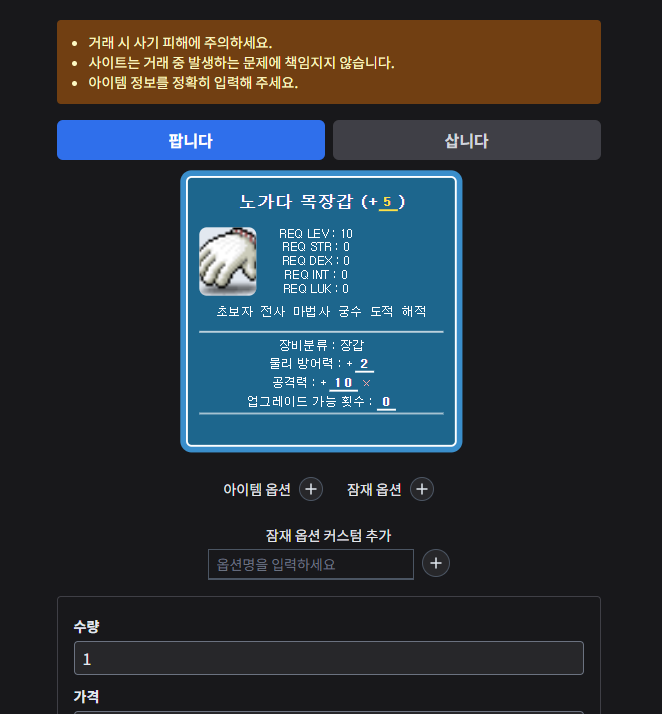 거래 시 사기 피해에 주의하세요.
사이트는 거래 중 발생하는 문제에 책임지지 않습니다.
아이템 정보를 정확히 입력해 주세요.
팝니다 삽니다
노가다 목장갑 (+5)
REQ LEV : 10
REQ STR : 0
REQ DEX : 0
REQ INT : 0
REQ LUK : 0
초보자 전사 마법사 궁수 도적 해적
장비분류 : 장갑
물리 방어력 : + 2
공격력 : + 10 ×
업그레이드 가능 횟수 : 0
아이템 옵션 + 잠재 옵션 +
잠재 옵션 커스텀 추가
옵션명을 입력하세요 +
수량
1
가격